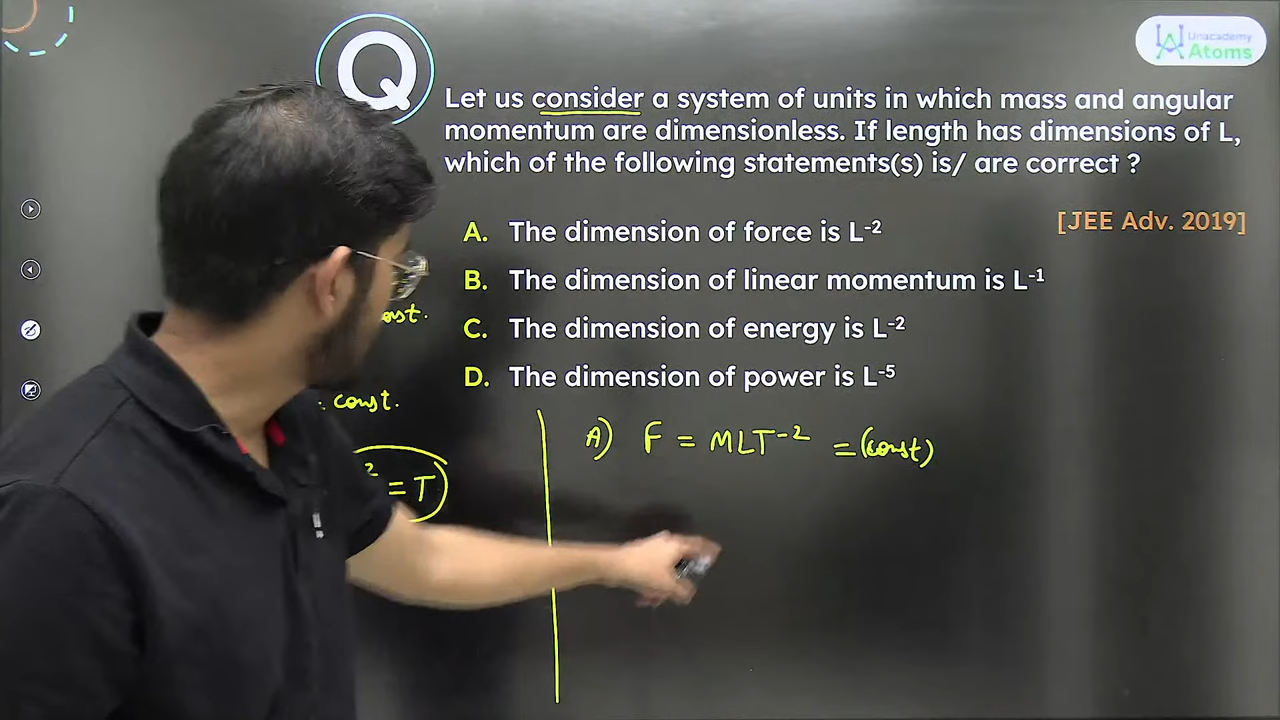 Q
Unacademy
Atoms
Let us consider a system of units in which mass and angular
momentum are dimensionless. If length has dimensions of L,
which of the following statements(s) is/ are correct ?
[JEE Adv. 2019]
A. The dimension of force is L⁻²
B. The dimension of linear momentum is L⁻¹
C. The dimension of energy is L⁻²
D. The dimension of power is L⁻⁵
const.
² = T
A) F = MLT⁻² = (const)